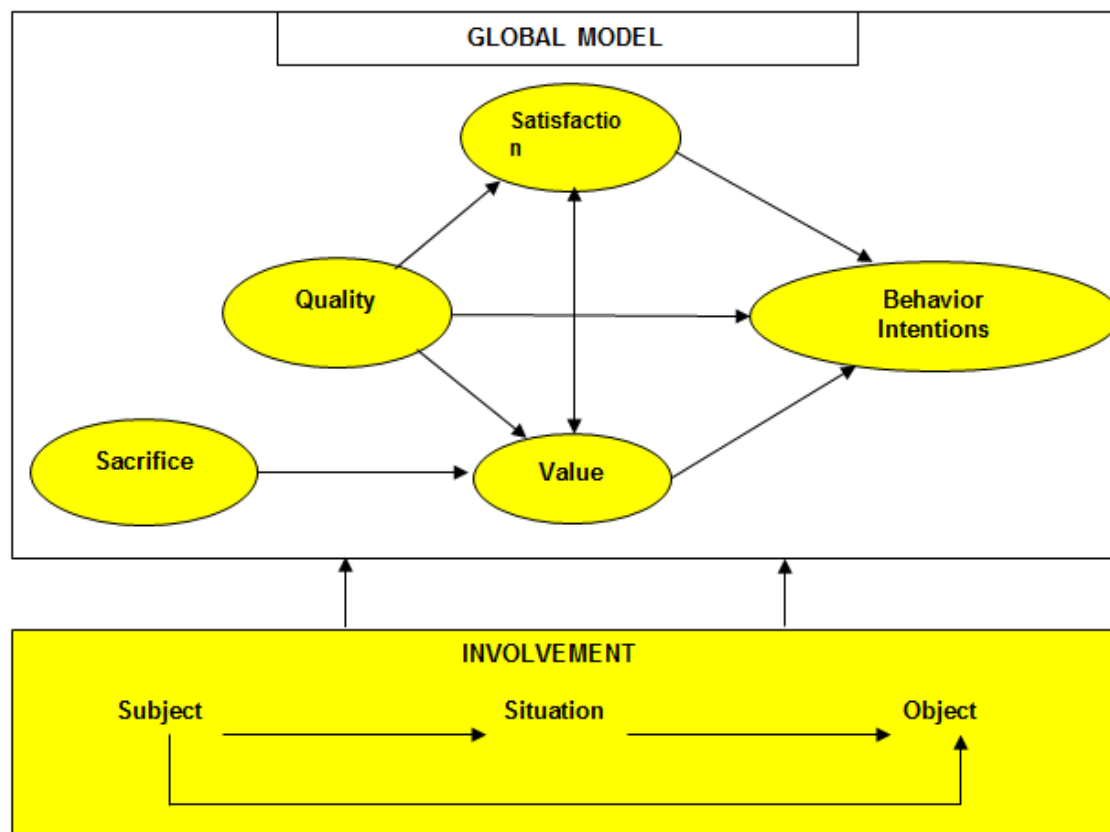 GLOBAL MODEL
Satisfactio
n
Quality
Behavior
Intentions
Sacrifice
Value
INVOLVEMENT
Subject
Situation
Object